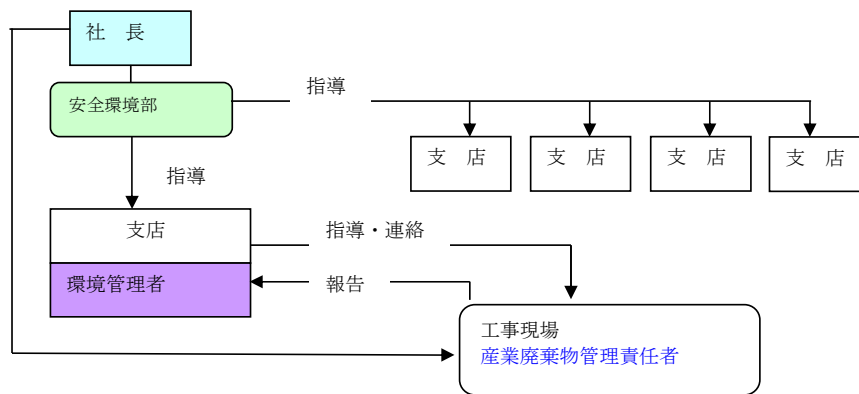 社　長
安全環境部
指導
支　店
支　店
支　店
支　店
指導
支店
指導・連絡
環境管理者
報告
工事現場
産業廃棄物管理責任者